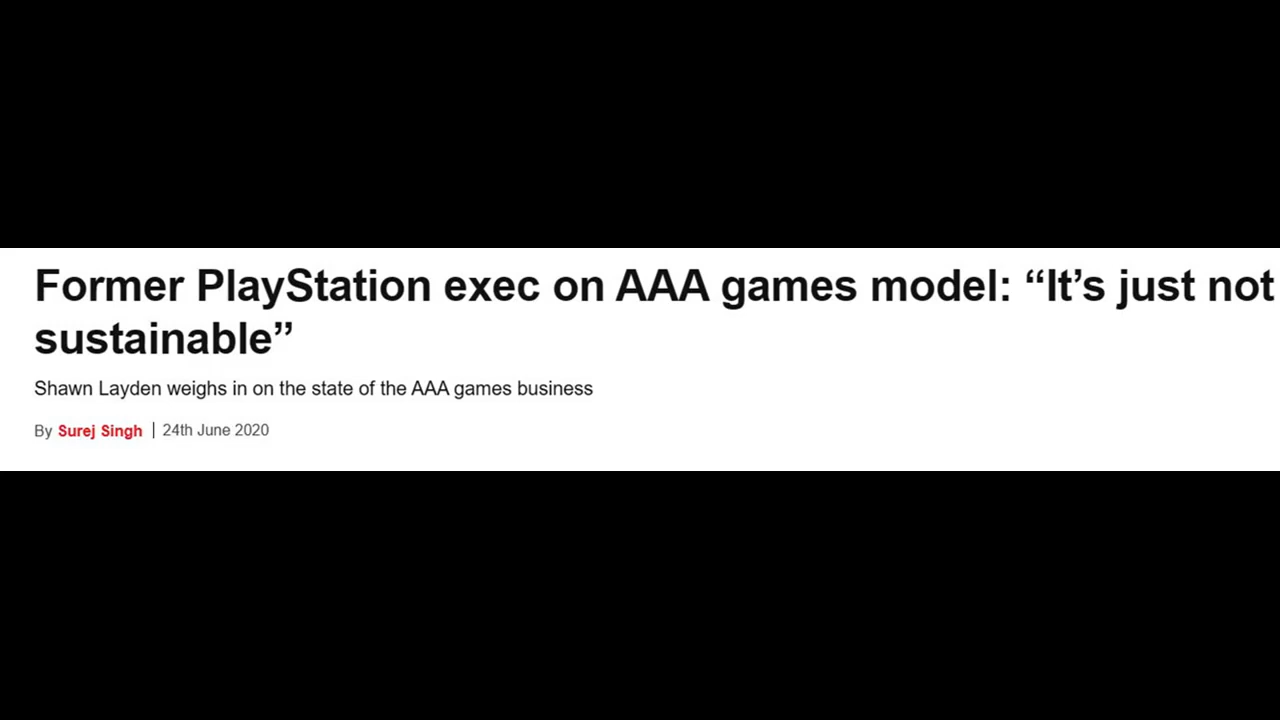 Former PlayStation exec on AAA games model: “It’s just not
sustainable”
Shawn Layden weighs in on the state of the AAA games business
By Surej Singh | 24th June 2020